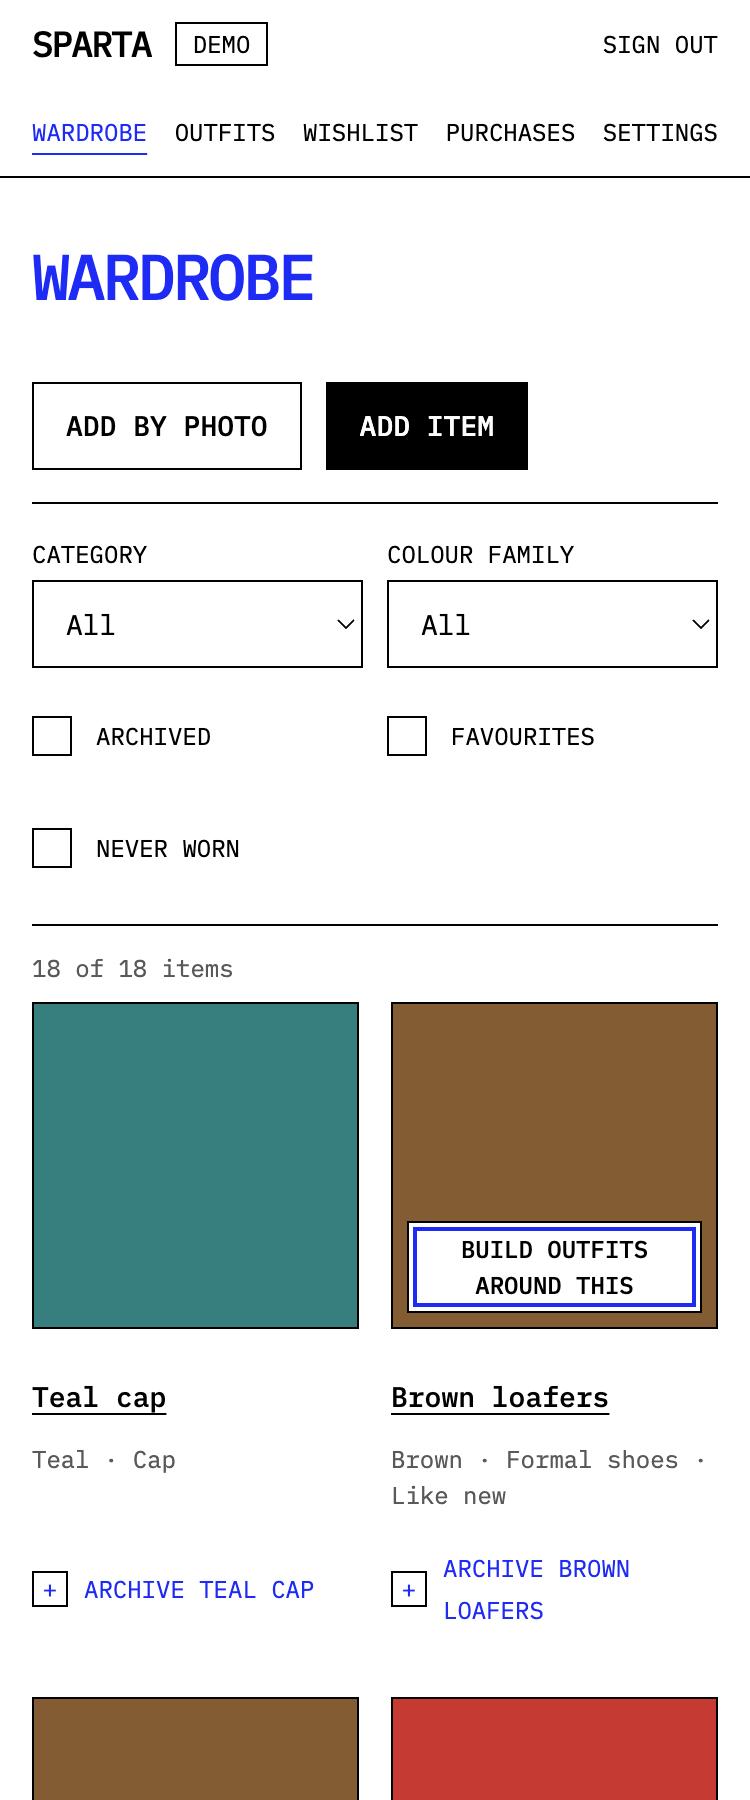 SPARTA DEMO SIGN OUT
WARDROBE OUTFITS WISHLIST PURCHASES SETTINGS
WARDROBE
ADD BY PHOTO ADD ITEM
CATEGORY COLOUR FAMILY
All All
ARCHIVED FAVOURITES
NEVER WORN
18 of 18 items
BUILD OUTFITS
AROUND THIS
Teal cap Brown loafers
Teal · Cap Brown · Formal shoes ·
Like new
+ ARCHIVE TEAL CAP + ARCHIVE BROWN
LOAFERS